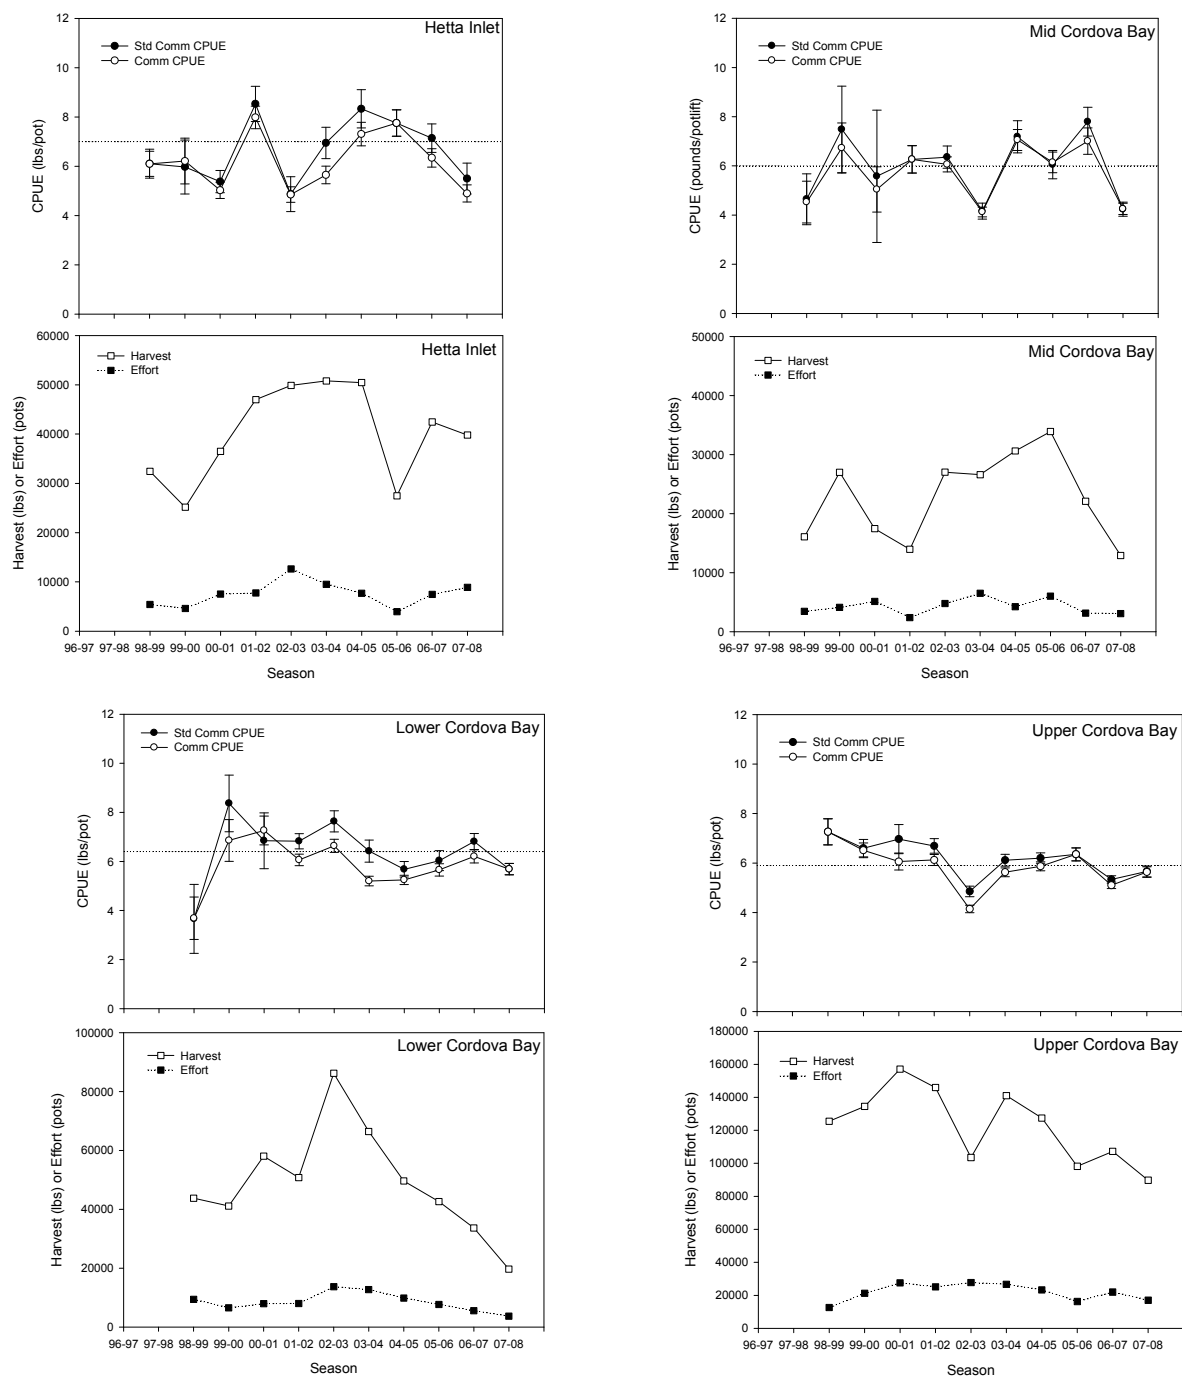 Hetta Inlet
Std Comm CPUE
Comm CPUE
CPUE (lbs/pot)
12
10
8
6
4
2
0
Mid Cordova Bay
Std Comm CPUE
Comm CPUE
CPUE (pounds/potlift)
12
10
8
6
4
2
0
Hetta Inlet
Harvest
Effort
Harvest (lbs) or Effort (pots)
60000
50000
40000
30000
20000
10000
0
96-97 97-98 98-99 99-00 00-01 01-02 02-03 03-04 04-05 05-06 06-07 07-08
Season
Mid Cordova Bay
Harvest
Effort
Harvest (lbs) or Effort (pots)
50000
40000
30000
20000
10000
0
96-97 97-98 98-99 99-00 00-01 01-02 02-03 03-04 04-05 05-06 06-07 07-08
Season
Lower Cordova Bay
Std Comm CPUE
Comm CPUE
CPUE (lbs/pot)
12
10
8
6
4
2
0
Upper Cordova Bay
Std Comm CPUE
Comm CPUE
CPUE (lbs/pot)
12
10
8
6
4
2
0
Lower Cordova Bay
Harvest
Effort
Harvest (lbs) or Effort (pots)
100000
80000
60000
40000
20000
0
96-97 97-98 98-99 99-00 00-01 01-02 02-03 03-04 04-05 05-06 06-07 07-08
Season
Upper Cordova Bay
Harvest
Effort
Harvest (lbs) or Effort (pots)
180000
160000
140000
120000
100000
80000
60000
40000
20000
0
96-97 97-98 98-99 99-00 00-01 01-02 02-03 03-04 04-05 05-06 06-07 07-08
Season